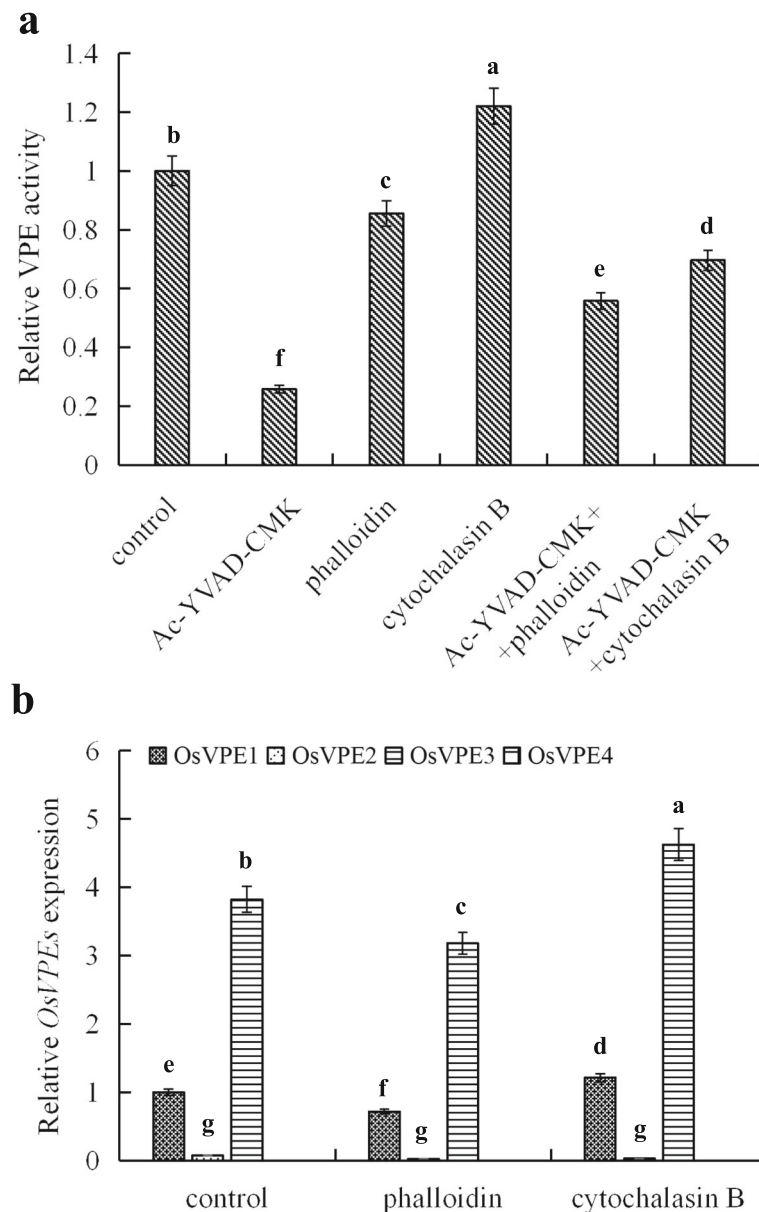 a
Relative VPE activity
1.4
1.2
1
0.8
0.6
0.4
0.2
0
b
f
c
a
e
d
control
Ac-YVAD-CMK
phalloidin
cytochalasin B
Ac-YVAD-CMK+
+phalloidin
Ac-YVAD-CMK
+cytochalasin B
b
Relative OsVPEs expression
6
5
4
3
2
1
0
OsVPE1 OsVPE2 OsVPE3 OsVPE4
e
g
b
f
g
c
d
g
a
control
phalloidin
cytochalasin B